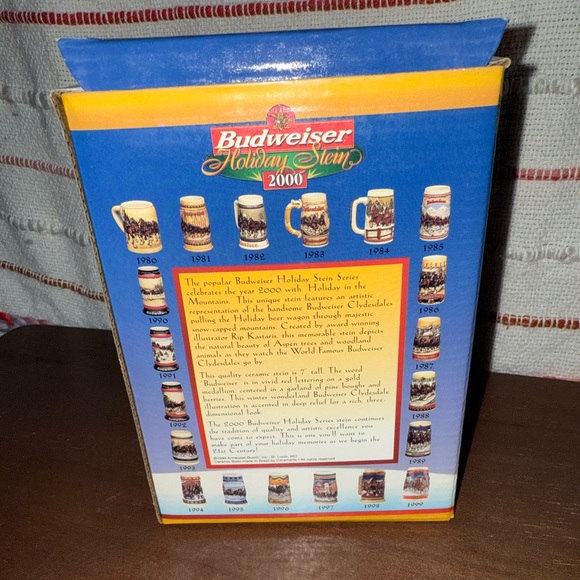 Budweiser
Holiday Stein
2000
1980
1981
1982
1983
1984
1985
1990
1986
1991
1987
1992
1988
1993
1989
The popular Budweiser Holiday Stein Series
celebrates the year 2000 with Holiday in the
Mountains. This unique stein features an artistic
representation of the handsome Budweiser Clydesdales
pulling the Holiday beer wagon through majestic
snow-capped mountains. Created by award-winning
illustrator Rip Kastaris, this memorable stein depicts
the natural beauty of Aspen trees and woodland
animals as they watch the World-Famous Budweiser
Clydesdales go by.
This quality ceramic stein is 7" tall. The word
'Budweiser' is in vivid red lettering on a gold
medallion, centered in a garland of pine boughs and
berries. This winter wonderland Budweiser Clydesdale
illustration is accented in deep relief for a rich, three-
dimensional look.
The 2000 Budweiser Holiday Series stein continues
the tradition of quality and artistic excellence you
have come to expect. This is one you'll want to
make part of your holiday memories as we begin the
21st Century!
1994
1995
1996
1997
1998
1999